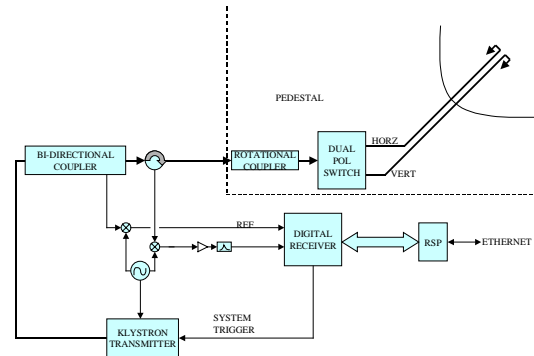 PEDESTAL
HORZ
DUAL
POL
SWITCH
BI-DIRECTIONAL
COUPLER
ROTATIONAL
COUPLER
VERT
REF
DIGITAL
RECEIVER
RSP
ETHERNET
SYSTEM
TRIGGER
KLYSTRON
TRANSMITTER